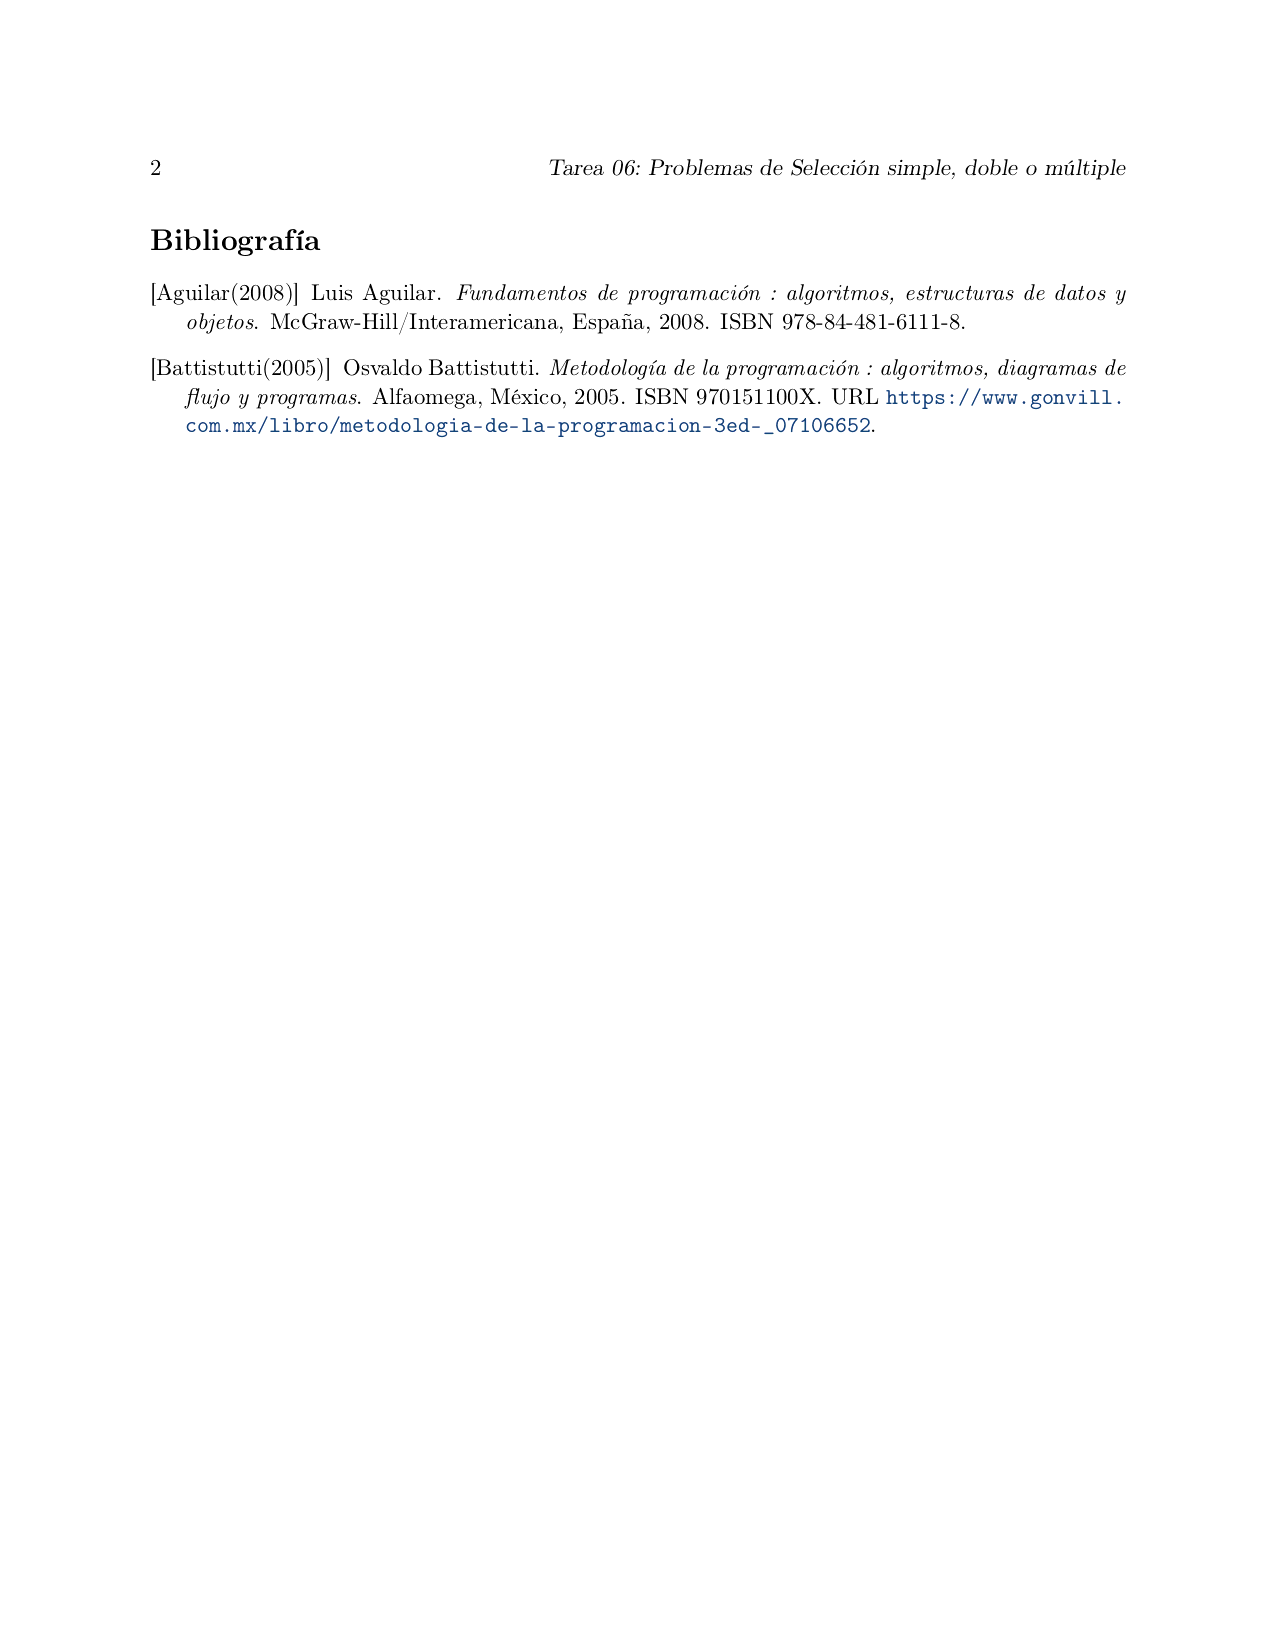 2 Tarea 06: Problemas de Selección simple, doble o múltiple
Bibliografía
[Aguilar(2008)] Luis Aguilar. Fundamentos de programación : algoritmos, estructuras de datos y
objetos. McGraw-Hill/Interamericana, España, 2008. ISBN 978-84-481-6111-8.
[Battistutti(2005)] Osvaldo Battistutti. Metodología de la programación : algoritmos, diagramas de
flujo y programas. Alfaomega, México, 2005. ISBN 970151100X. URL https://www.gonvill.
com.mx/libro/metodologia-de-la-programacion-3ed-_07106652.